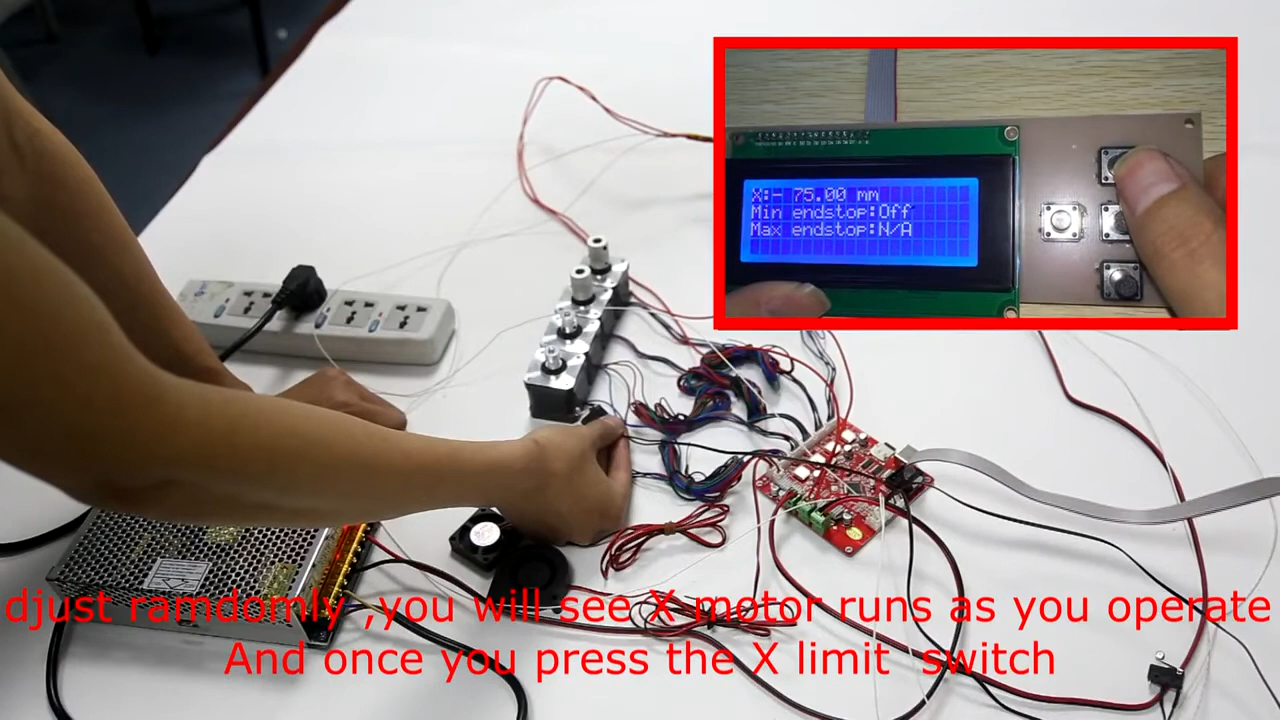 X:- 75.00 mm
Min endstop:Off
Max endstop:N/A
djust ramdomly ,you will see X motor runs as you operate
And once you press the X limit switch